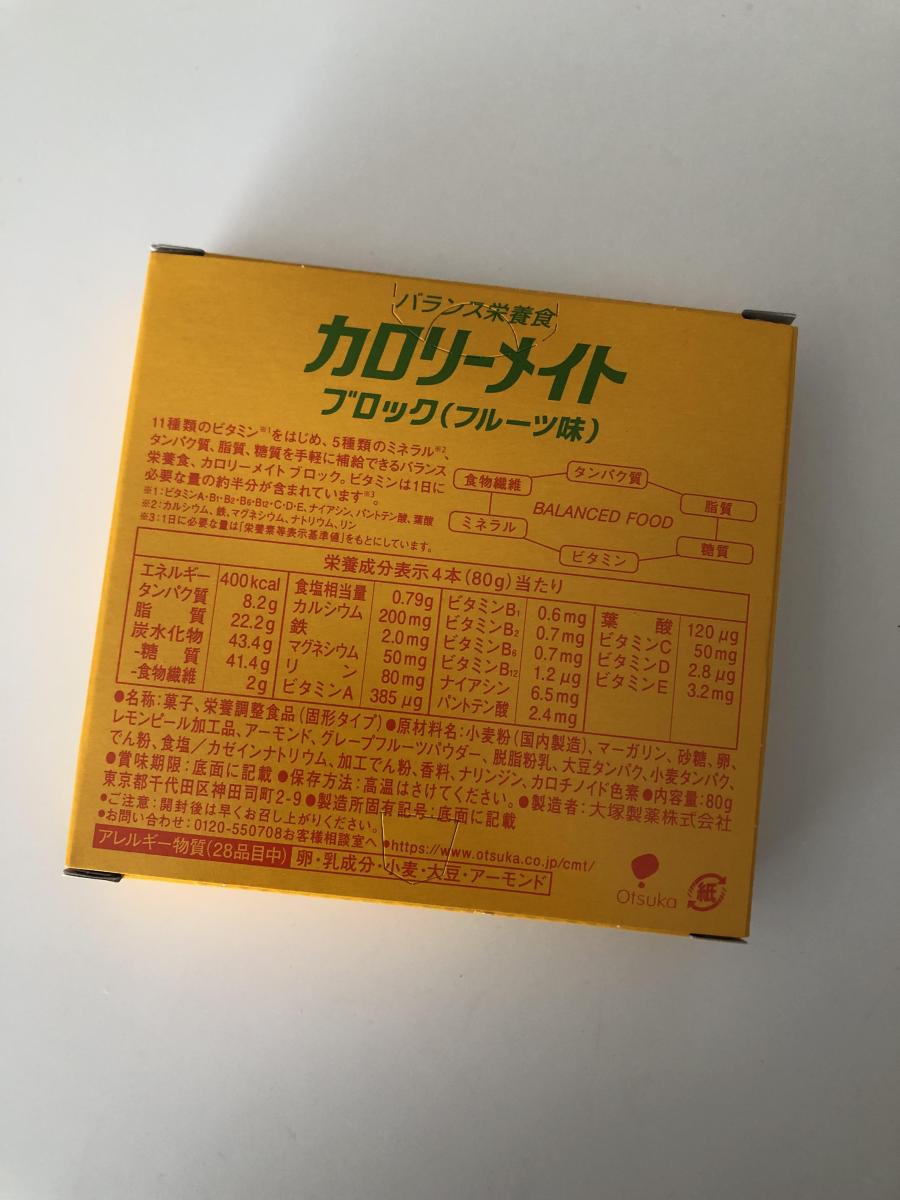 バランス栄養食
カロリーメイト
ブロック(フルーツ味)
11種類のビタミン※1をはじめ、5種類のミネラル※2、
タンパク質、脂質、糖質を手軽に補給できるバランス
栄養食、カロリーメイト ブロック。ビタミンは1日に
必要な量の約半分が含まれています※3。
※1:ビタミンA・B1・B2・B6・B12・C・D・E、ナイアシン、パントテン酸、葉酸
※2:カルシウム、鉄、マグネシウム、ナトリウム、リン
※3:1日に必要な量は「栄養素等表示基準値」をもとにしています。
タンパク質
食物繊維
脂質
BALANCED FOOD
ミネラル
糖質
ビタミン
栄養成分表示4本(80g)当たり
エネルギー 400kcal
タンパク質 8.2g
脂質 22.2g
炭水化物 43.4g
-糖質 41.4g
-食物繊維 2g
食塩相当量 0.79g
カルシウム 200mg
鉄 2.0mg
マグネシウム 50mg
リン 80mg
ビタミンA 385μg
ビタミンB1 0.6mg
ビタミンB2 0.7mg
ビタミンB6 0.7mg
ビタミンB12 1.2μg
ナイアシン 6.5mg
パントテン酸 2.4mg
葉酸 120μg
ビタミンC 50mg
ビタミンD 2.8μg
ビタミンE 3.2mg
●名称:菓子、栄養調整食品(固形タイプ)●原材料名:小麦粉(国内製造)、マーガリン、砂糖、卵、
レモンピール加工品、アーモンド、グレープフルーツパウダー、脱脂粉乳、大豆タンパク、小麦タンパク、
でん粉、食塩/カゼインナトリウム、加工でん粉、香料、ナリンジン、カロチノイド色素●内容量:80g
●賞味期限:底面に記載●保存方法:高温はさけてください。●製造者:大塚製薬株式会社
東京都千代田区神田司町2-9●製造所固有記号:底面に記載
●ご注意:開封後は早くお召し上がりください。
●お問い合わせ:0120-550708お客様相談室へ●https://www.otsuka.co.jp/cmt/
アレルギー物質(28品目中) 卵・乳成分・小麦・大豆・アーモンド
Otsuka
紙